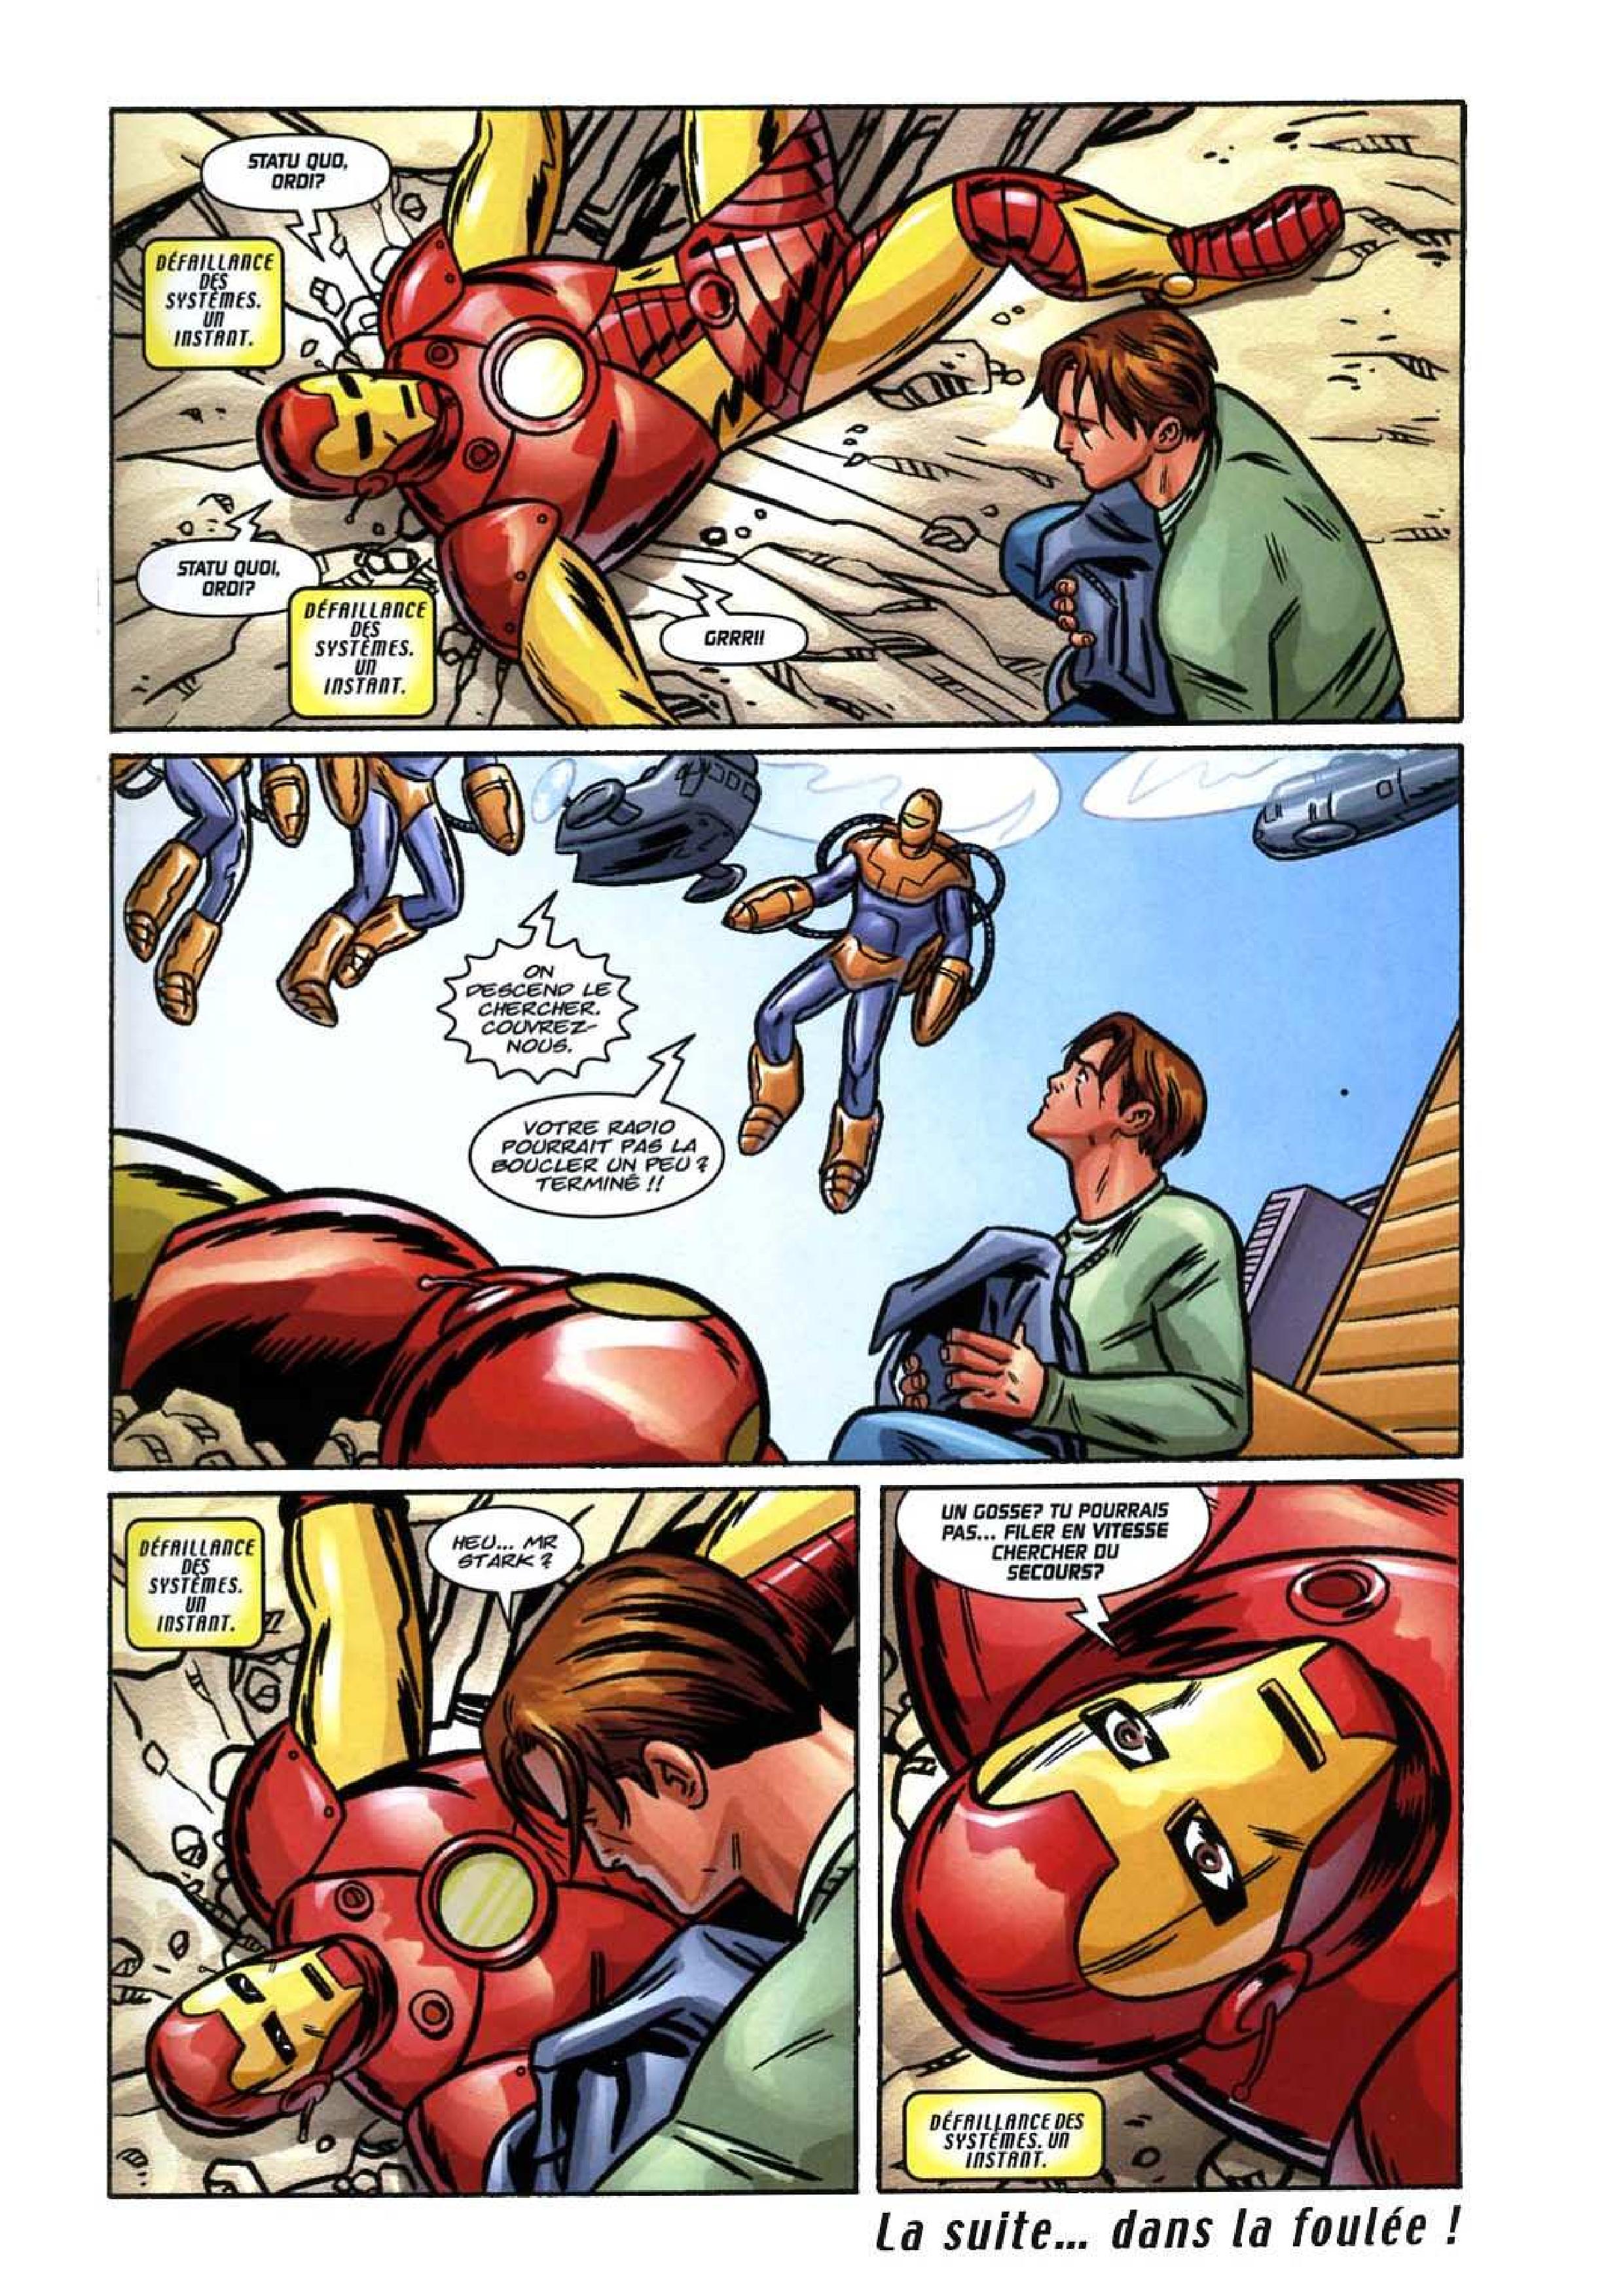 STATU QUO,
ORDI?
DÉFAILLANCE
DES
SYSTÈMES.
UN
INSTANT.
STATU QUOI,
ORDI?
DÉFAILLANCE
DES
SYSTÈMES.
UN
INSTANT.
GRRR!!
ON
DESCEND LE
CHERCHER.
COUVREZ-
NOUS.
VOTRE RADIO
POURRAIT PAS LA
BOUCLER UN PEU ?
TERMINÉ !!
DÉFAILLANCE
DES
SYSTÈMES.
UN
INSTANT.
HEU... MR
STARK ?
UN GOSSE? TU POURRAIS
PAS... FILER EN VITESSE
CHERCHER DU
SECOURS?
DÉFAILLANCE DES
SYSTÈMES. UN
INSTANT.
La suite... dans la foulée !